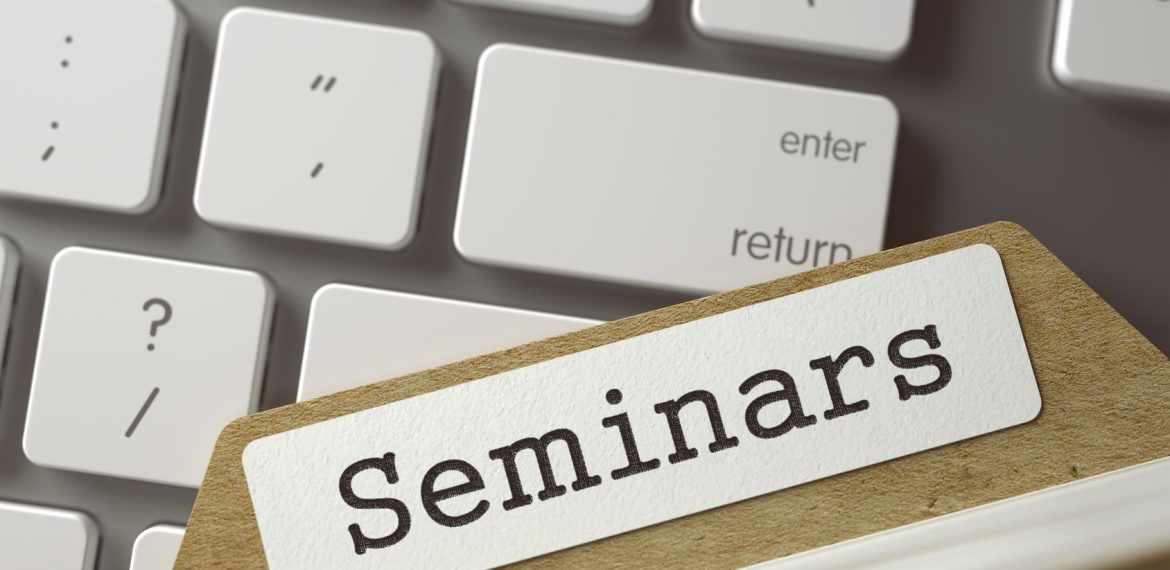 :
;
"
'
enter
return
?
/
Seminars